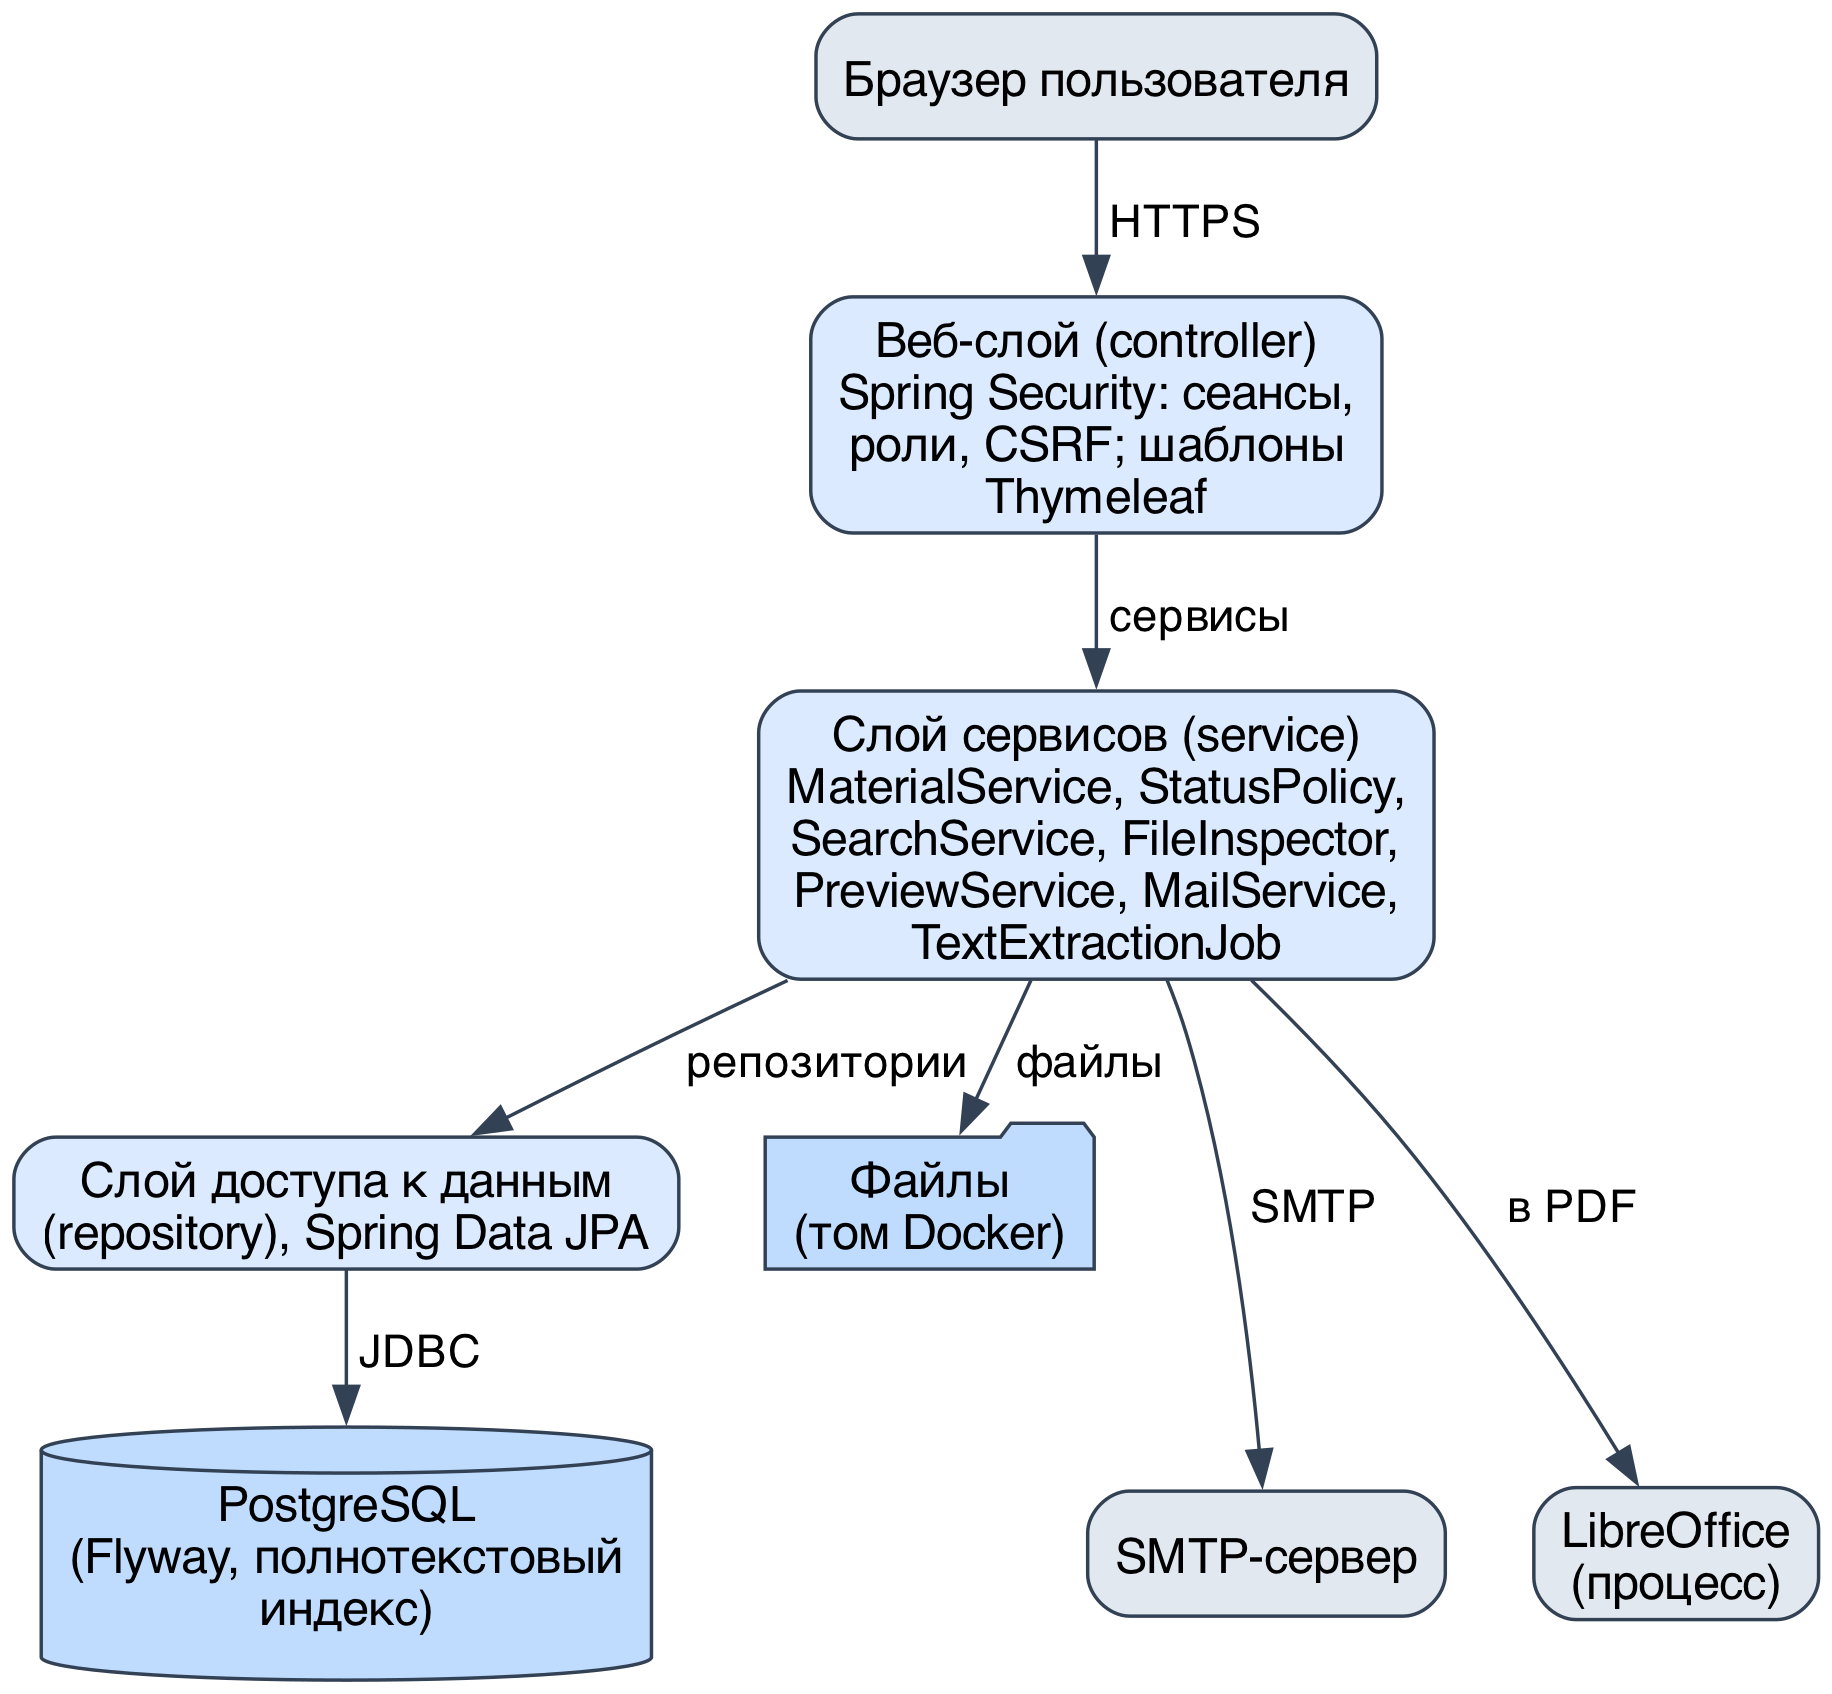 Браузер пользователя
HTTPS
Веб-слой (controller)
Spring Security: сеансы,
роли, CSRF; шаблоны
Thymeleaf
сервисы
Слой сервисов (service)
MaterialService, StatusPolicy,
SearchService, FileInspector,
PreviewService, MailService,
TextExtractionJob
репозитории
файлы
Слой доступа к данным
(repository), Spring Data JPA
Файлы
(том Docker)
SMTP
в PDF
JDBC
PostgreSQL
(Flyway, полнотекстовый
индекс)
SMTP-сервер
LibreOffice
(процесс)